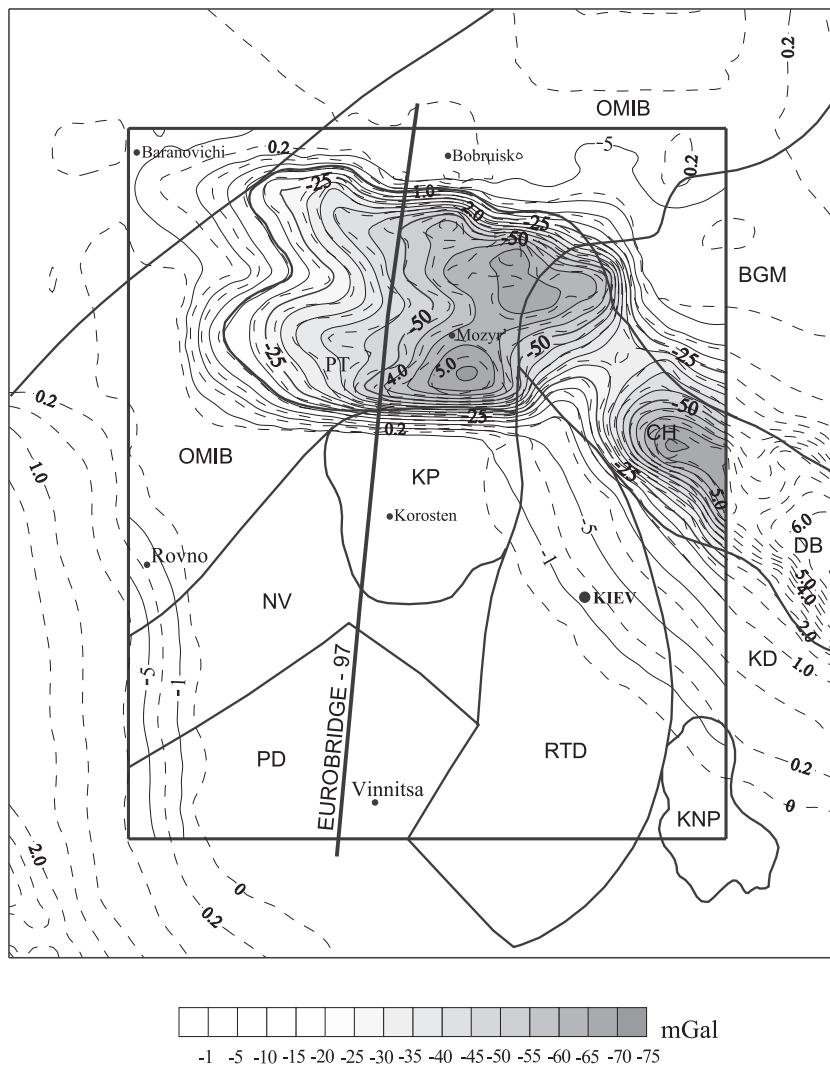 0.2
OMIB
Baranovichi
0.2
Bobruisk
-5
0.2
-25
1.0
2.0
-25
-50
BGM
-50
Mozyr'
-50
-25
PT
4.0
5.0
-25
0.2
-25
0.2
-50
CH
-25
OMIB
1.0
KP
5.0
6.0
Korosten
-5
DB
Rovno
-1
5.0
4.0
NV
KIEV
2.0
KD
1.0
-5
-1
EUROBRIDGE - 97
PD
RTD
0.2
Vinnitsa
0
KNP
2.0
0
0.2
mGal
-1 -5 -10 -15 -20 -25 -30 -35 -40 -45 -50 -55 -60 -65 -70 -75